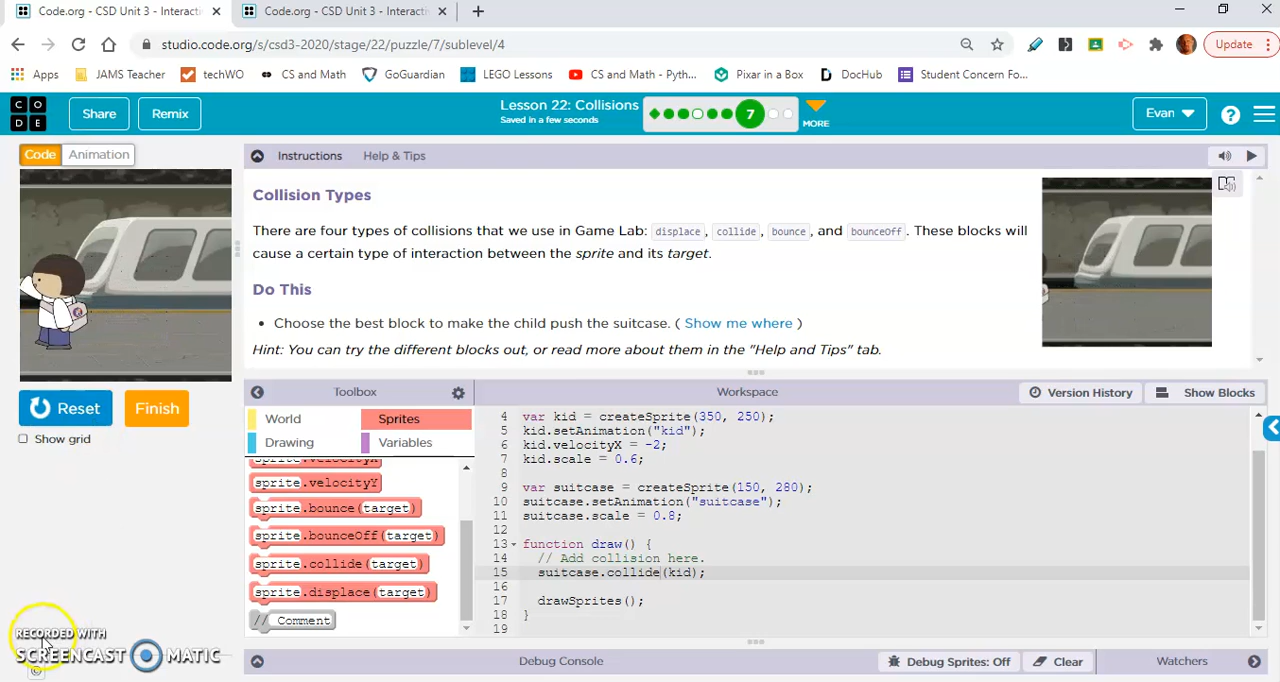 Code.org - CSD Unit 3 - Interacti
Code.org - CSD Unit 3 - Interacti
studio.code.org/s/csd3-2020/stage/22/puzzle/7/sublevel/4
Update
Apps
JAMS Teacher
techWO
CS and Math
GoGuardian
LEGO Lessons
CS and Math - Pyth...
Pixar in a Box
DocHub
Student Concern Fo...
C O
D E
Share
Remix
Lesson 22: Collisions
Saved in a few seconds
7
MORE
Evan
?
Code
Animation
Instructions
Help & Tips
Collision Types
There are four types of collisions that we use in Game Lab: displace, collide, bounce, and bounceOff. These blocks will
cause a certain type of interaction between the sprite and its target.
Do This
• Choose the best block to make the child push the suitcase. ( Show me where )
Hint: You can try the different blocks out, or read more about them in the "Help and Tips" tab.
Reset
Finish
Show grid
Toolbox
Workspace
Version History
Show Blocks
World
Sprites
Drawing
Variables
sprite.velocityX
sprite.velocityY
sprite.bounce(target)
sprite.bounceOff(target)
sprite.collide(target)
sprite.displace(target)
// Comment
4 var kid = createSprite(350, 250);
5 kid.setAnimation("kid");
6 kid.velocityX = -2;
7 kid.scale = 0.6;
8
9 var suitcase = createSprite(150, 280);
10 suitcase.setAnimation("suitcase");
11 suitcase.scale = 0.8;
12
13 function draw() {
14 // Add collision here.
15 suitcase.collide(kid);
16
17 drawSprites();
18 }
19
Debug Console
Debug Sprites: Off
Clear
Watchers
RECORDED WITH
SCREENCAST MATIC